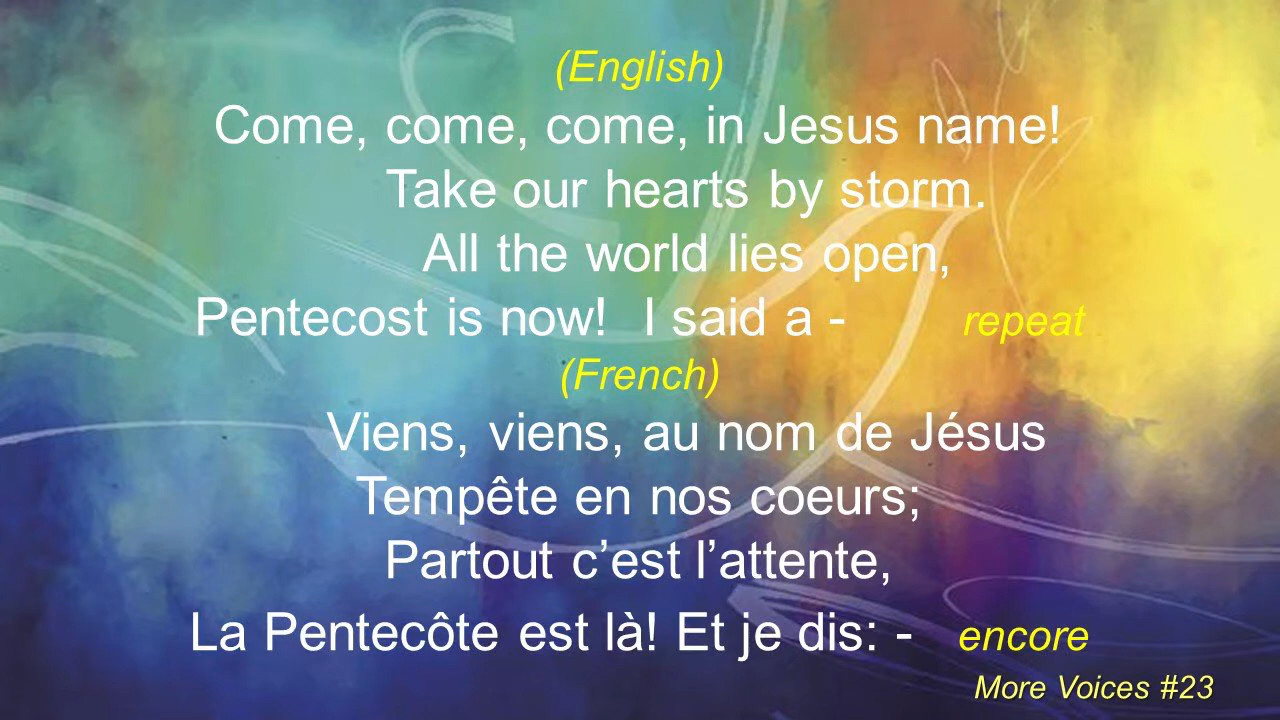 (English)
Come, come, come, in Jesus name!
Take our hearts by storm.
All the world lies open,
Pentecost is now! I said a - repeat
(French)
Viens, viens, au nom de Jésus
Tempête en nos coeurs;
Partout c’est l’attente,
La Pentecôte est là! Et je dis: - encore
More Voices #23